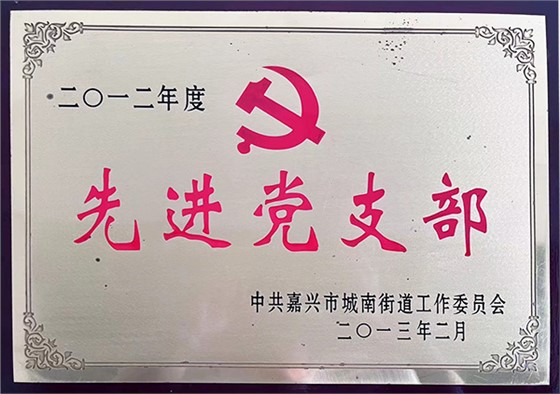 二〇一二年度
先进党支部
中共嘉兴市城南街道工作委员会
二〇一三年二月